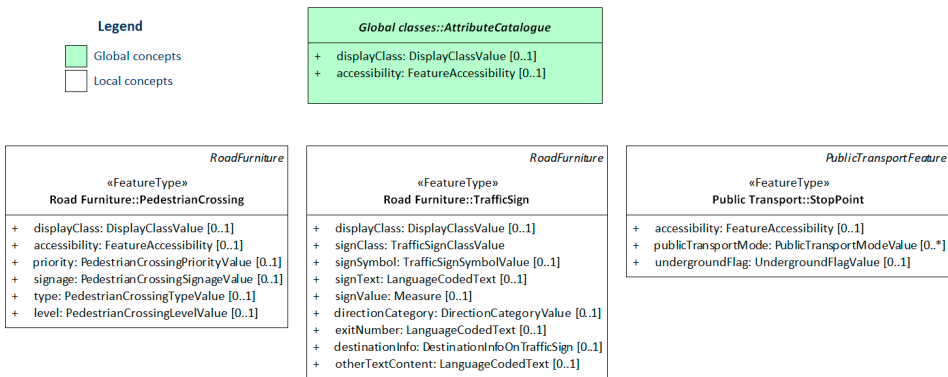 Legend
Global concepts
Local concepts
Global classes::AttributeCatalogue
+ displayClass: DisplayClassValue [0..1]
+ accessibility: FeatureAccessibility [0..1]
RoadFurniture
«FeatureType»
Road Furniture::PedestrianCrossing
+ displayClass: DisplayClassValue [0..1]
+ accessibility: FeatureAccessibility [0..1]
+ priority: PedestrianCrossingPriorityValue [0..1]
+ signage: PedestrianCrossingSignageValue [0..1]
+ type: PedestrianCrossingTypeValue [0..1]
+ level: PedestrianCrossingLevelValue [0..1]
RoadFurniture
«FeatureType»
Road Furniture::TrafficSign
+ displayClass: DisplayClassValue [0..1]
+ signClass: TrafficSignClassValue
+ signSymbol: TrafficSignSymbolValue [0..1]
+ signText: LanguageCodedText [0..1]
+ signValue: Measure [0..1]
+ directionCategory: DirectionCategoryValue [0..1]
+ exitNumber: LanguageCodedText [0..1]
+ destinationInfo: DestinationInfoOnTrafficSign [0..1]
+ otherTextContent: LanguageCodedText [0..1]
PublicTransportFeature
«FeatureType»
Public Transport::StopPoint
+ accessibility: FeatureAccessibility [0..1]
+ publicTransportMode: PublicTransportModeValue [0..*]
+ undergroundFlag: UndergroundFlagValue [0..1]